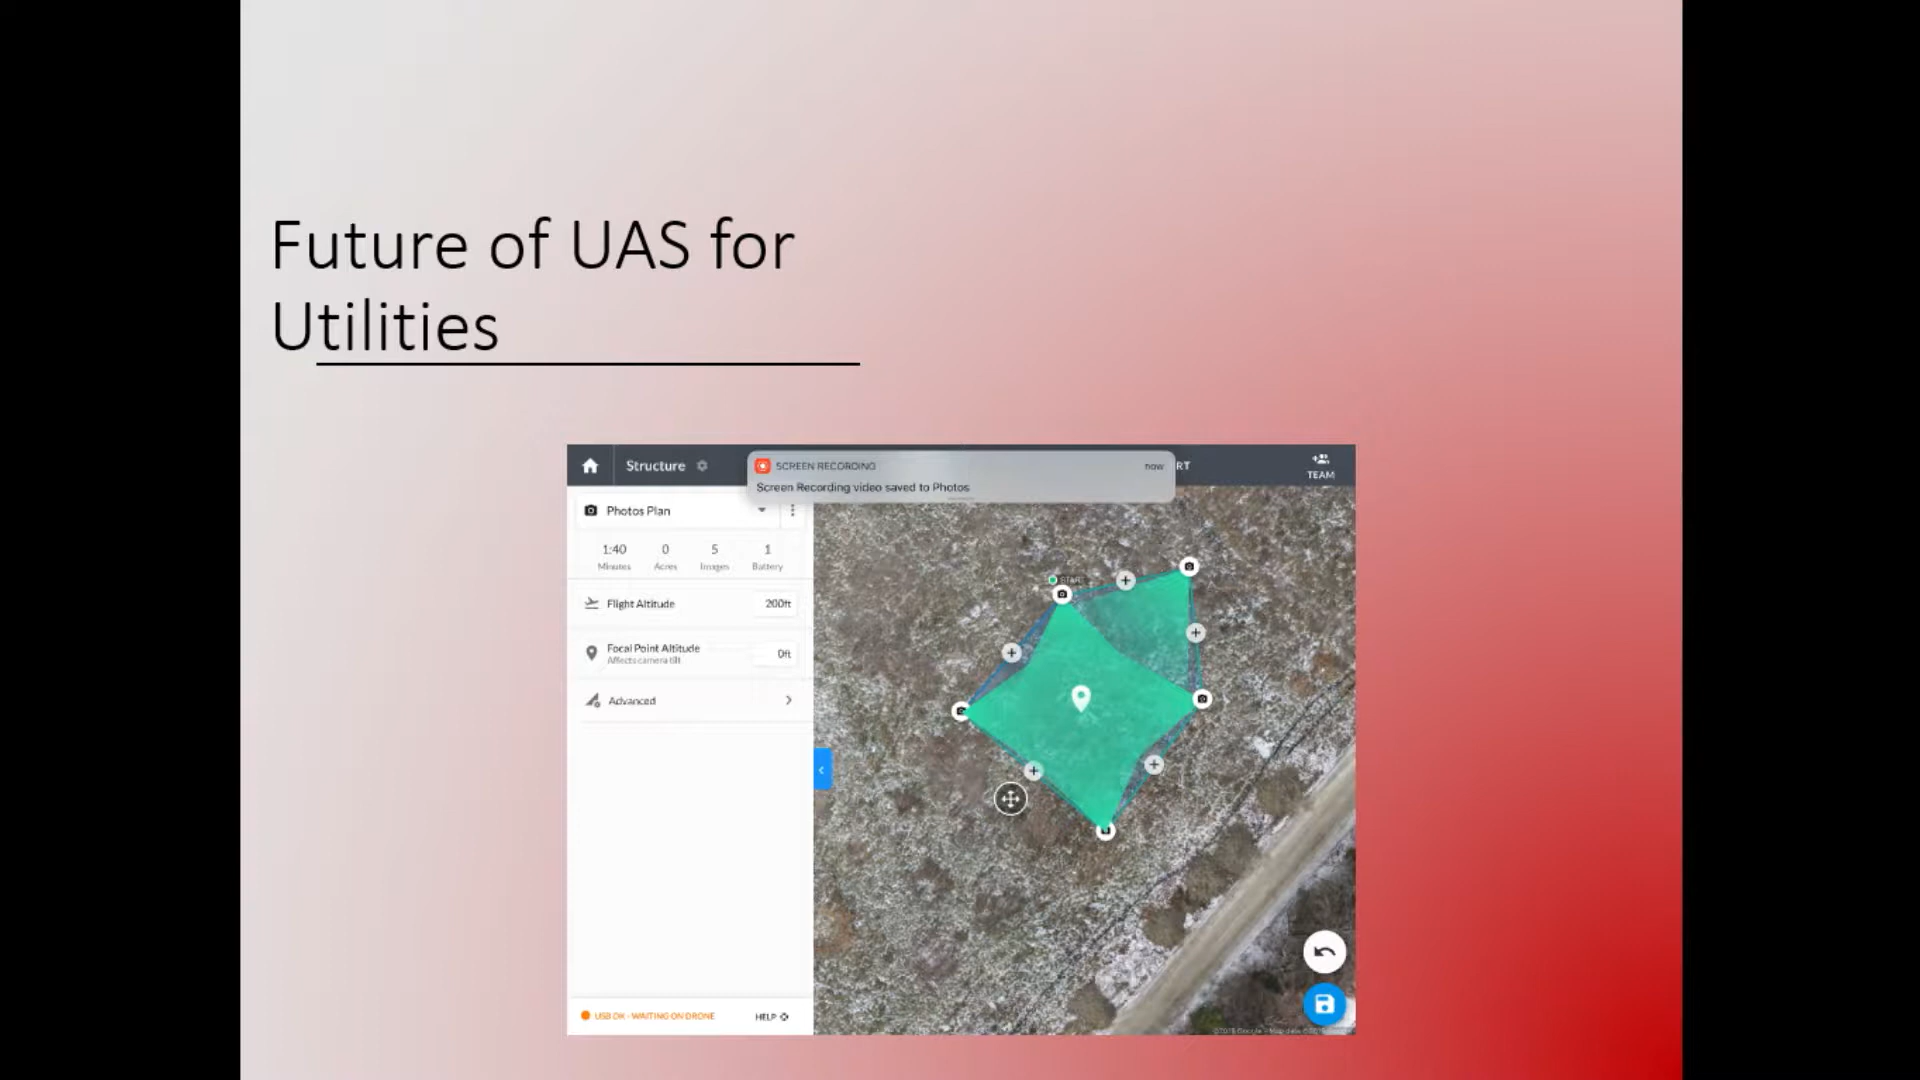 Future of UAS for
Utilities
Structure
SCREEN RECORDING now
Screen Recording video saved to Photos
RT
TEAM
Photos Plan
1:40 0 5 1
Minutes Acres Images Battery
START
Flight Altitude 200ft
Focal Point Altitude 0ft
Affects camera tilt
Advanced
USB OK - WAITING ON DRONE HELP